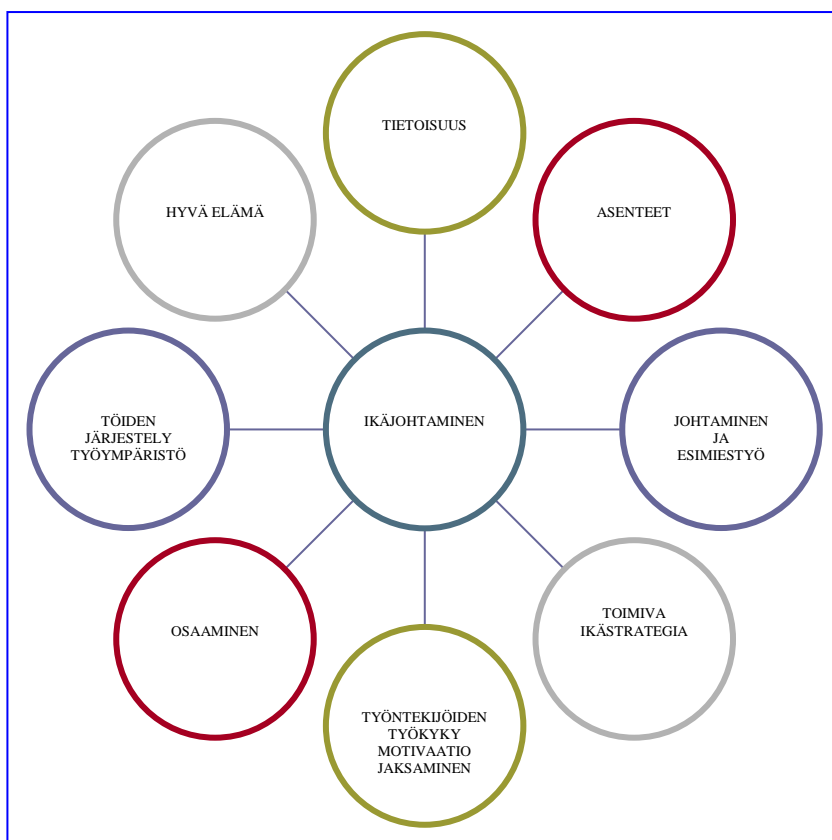 TIETOISUUS
ASENTEET
HYVÄ ELÄMÄ
IKÄJOHTAMINEN
JOHTAMINEN
JA
ESIMIESTYÖ
TÖIDEN
JÄRJESTELY
TYÖYMPÄRISTÖ
TOIMIVA
IKÄSTRATEGIA
OSAAMINEN
TYÖNTEKIJÖIDEN
TYÖKYKY
MOTIVAATIO
JAKSAMINEN